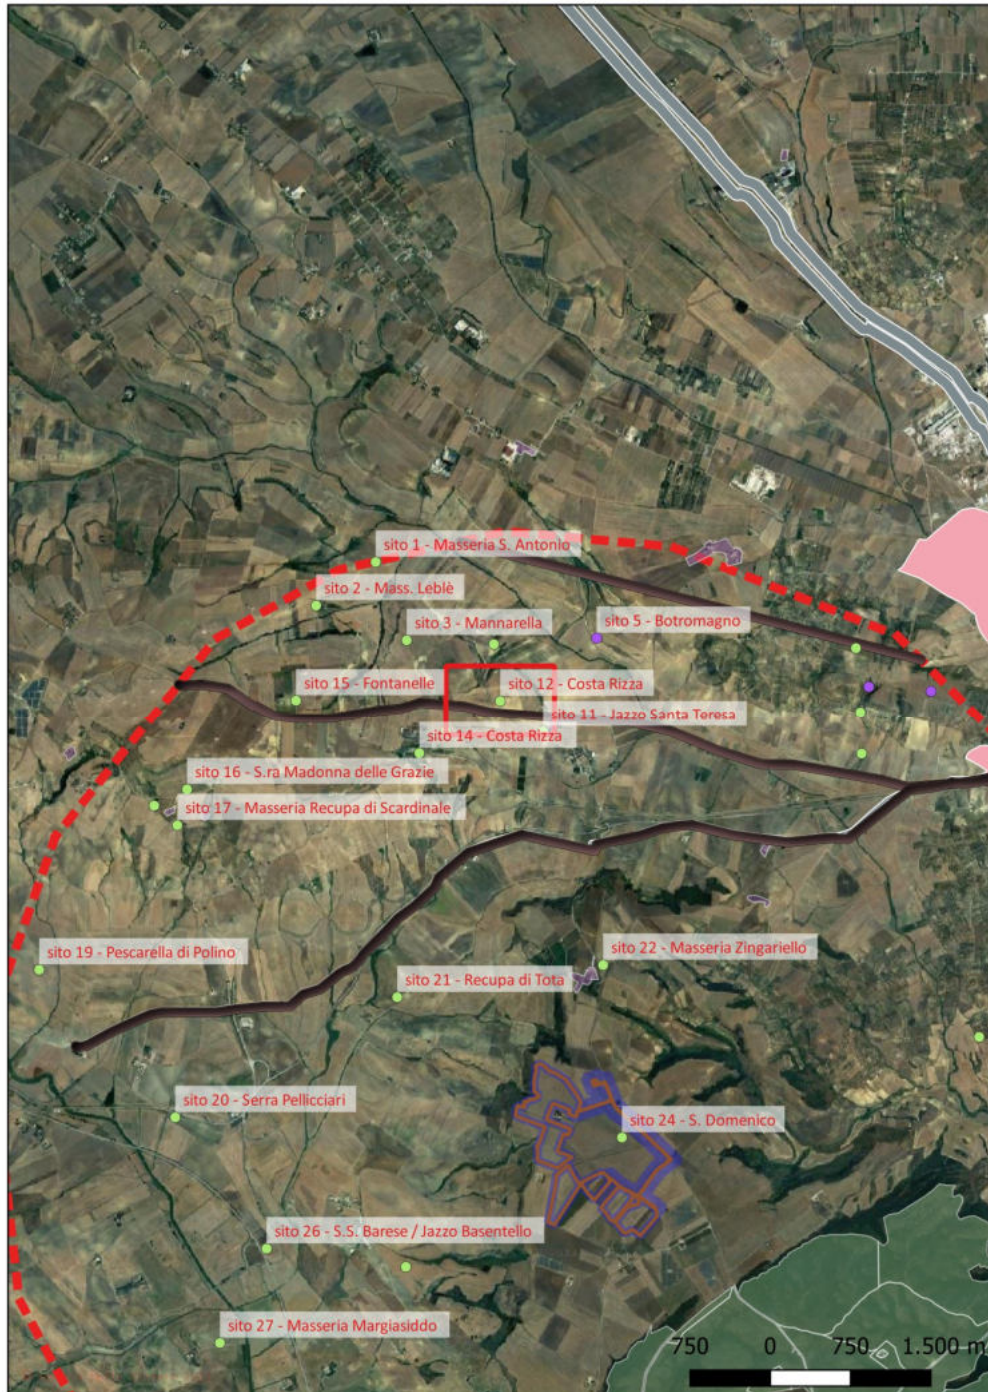 sito 1 - Masseria S. Antonio
sito 2 - Mass. Leblè
sito 3 - Mannarella
sito 5 - Botromagno
sito 15 - Fontanelle
sito 12 - Costa Rizza
sito 11 - Jazzo Santa Teresa
sito 14 - Costa Rizza
sito 16 - S.ra Madonna delle Grazie
sito 17 - Masseria Recupa di Scardinale
sito 19 - Pescarella di Polino
sito 22 - Masseria Zingariello
sito 21 - Recupa di Tota
sito 20 - Serra Pellicciari
sito 24 - S. Domenico
sito 26 - S.S. Barese / Jazzo Basentello
sito 27 - Masseria Margiasiddo
750 0 750 1.500 m